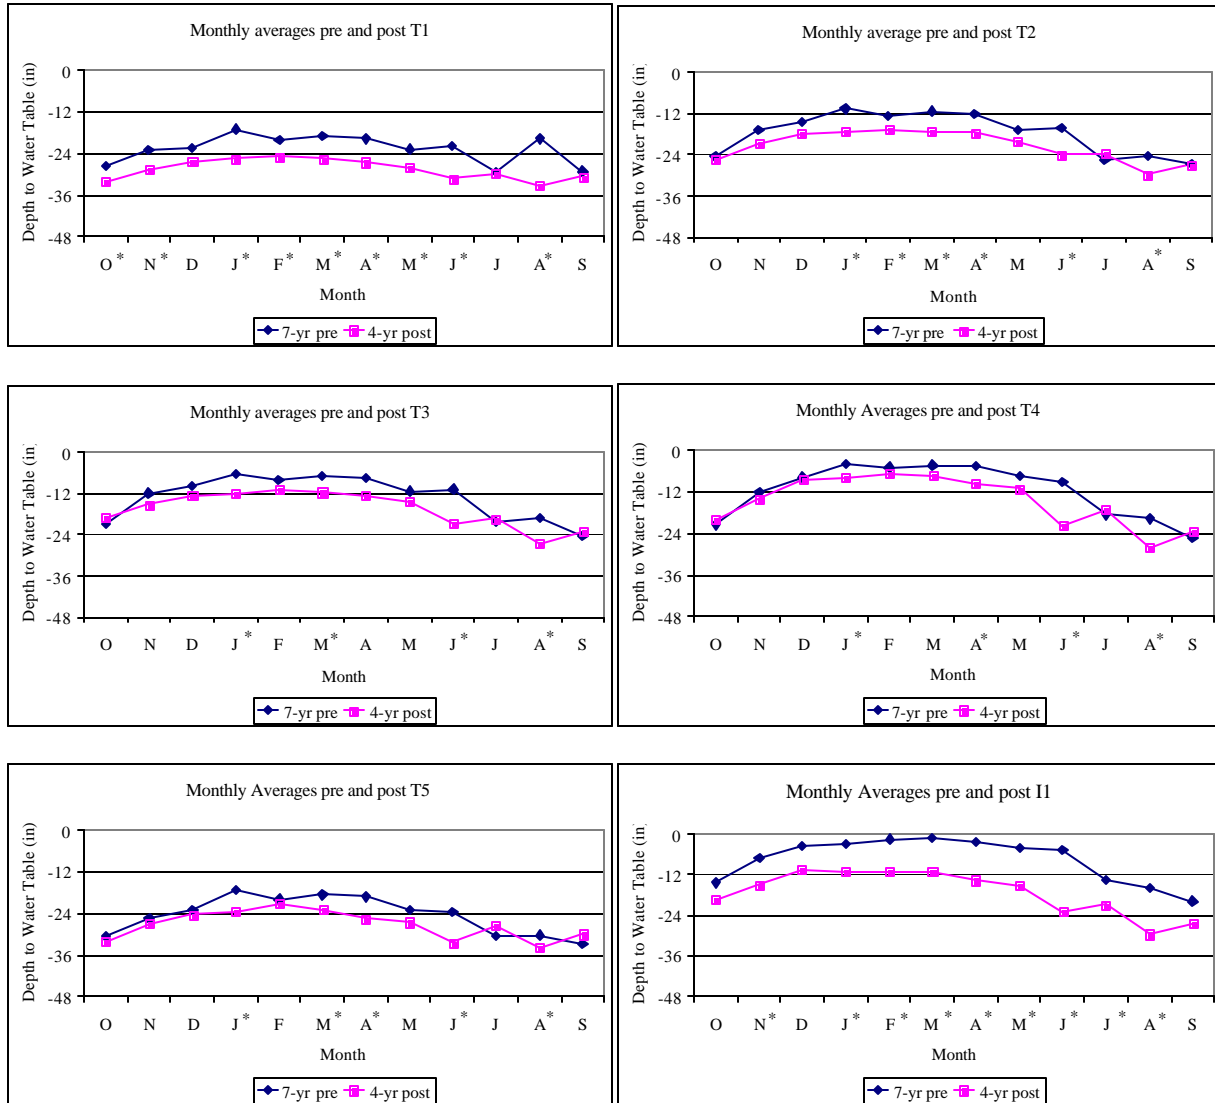 Monthly averages pre and post T1
Depth to Water Table (in)
0
-12
-24
-36
-48
O * N * D J * F * M * A * M * J * J A * S
Month
7-yr pre 4-yr post
Monthly average pre and post T2
Depth to Water Table (in)
0
-12
-24
-36
-48
O N D J * F * M * A * M J * J A * S
Month
7-yr pre 4-yr post
Monthly averages pre and post T3
Depth to Water Table (in)
0
-12
-24
-36
-48
O N D J * F M * A M J * J A * S
Month
7-yr pre 4-yr post
Monthly Averages pre and post T4
Depth to Water Table (in)
0
-12
-24
-36
-48
O N D J * F M A * M J * J A * S
Month
7-yr pre 4-yr post
Monthly Averages pre and post T5
Depth to Water Table (in)
0
-12
-24
-36
-48
O N D J * F M * A * M J * J A * S
Month
7-yr pre 4-yr post
Monthly Averages pre and post I1
Depth to Water Table (in)
0
-12
-24
-36
-48
O N * D J * F * M * A * M * J * J * A * S
Month
7-yr pre 4-yr post